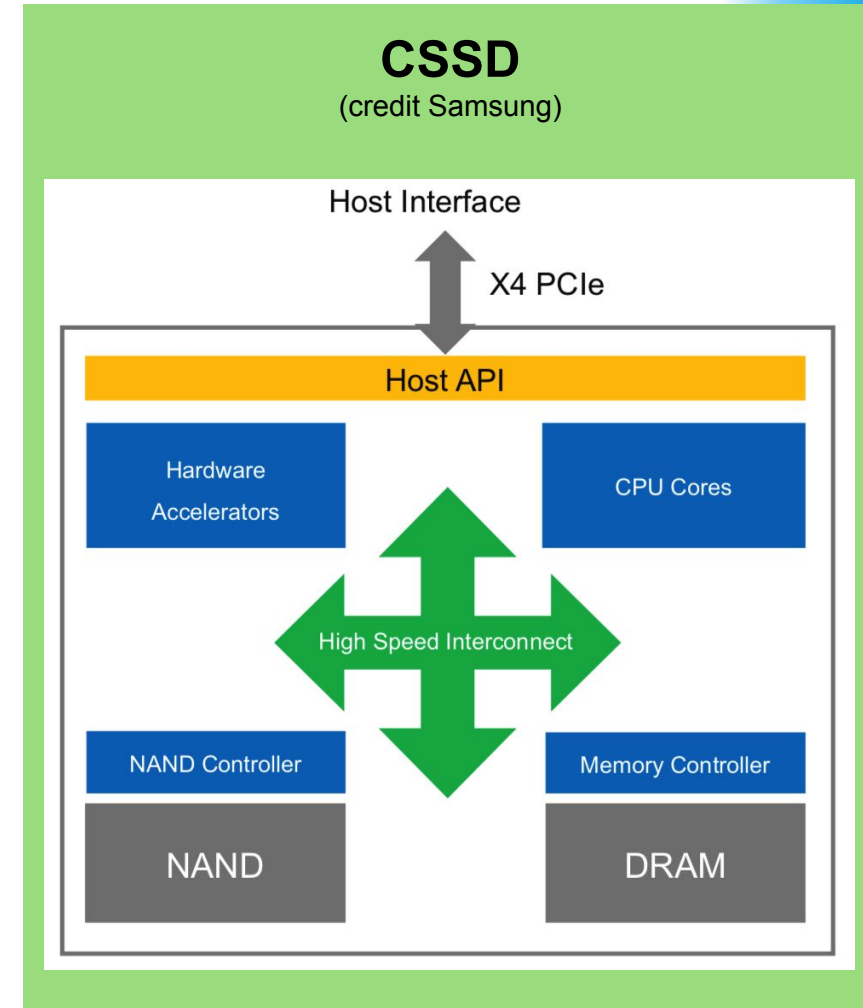 CSSD
(credit Samsung)
Host Interface
X4 PCIe
Host API
Hardware
Accelerators
CPU Cores
High Speed Interconnect
NAND Controller
Memory Controller
NAND
DRAM